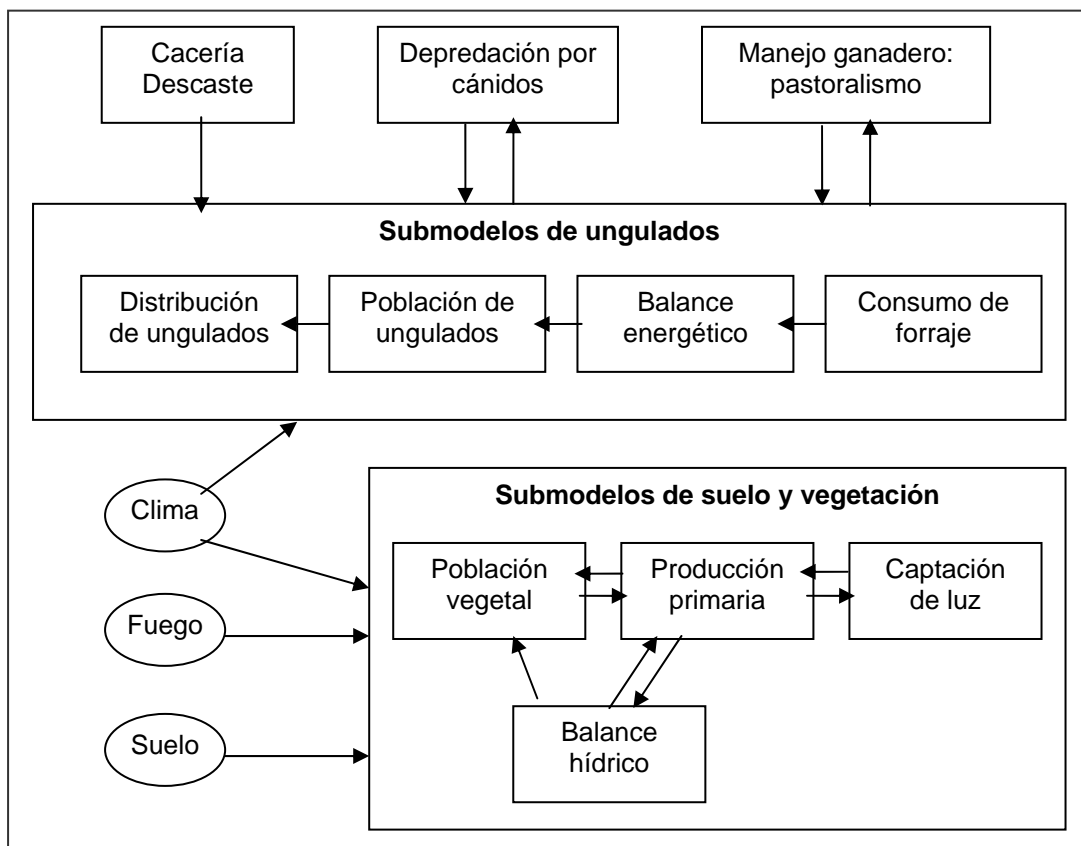 Cacería
Descaste
Depredación por
cánidos
Manejo ganadero:
pastoralismo
Submodelos de ungulados
Distribución
de ungulados
Población de
ungulados
Balance
energético
Consumo de
forraje
Clima
Fuego
Suelo
Submodelos de suelo y vegetación
Población
vegetal
Producción
primaria
Captación
de luz
Balance
hídrico